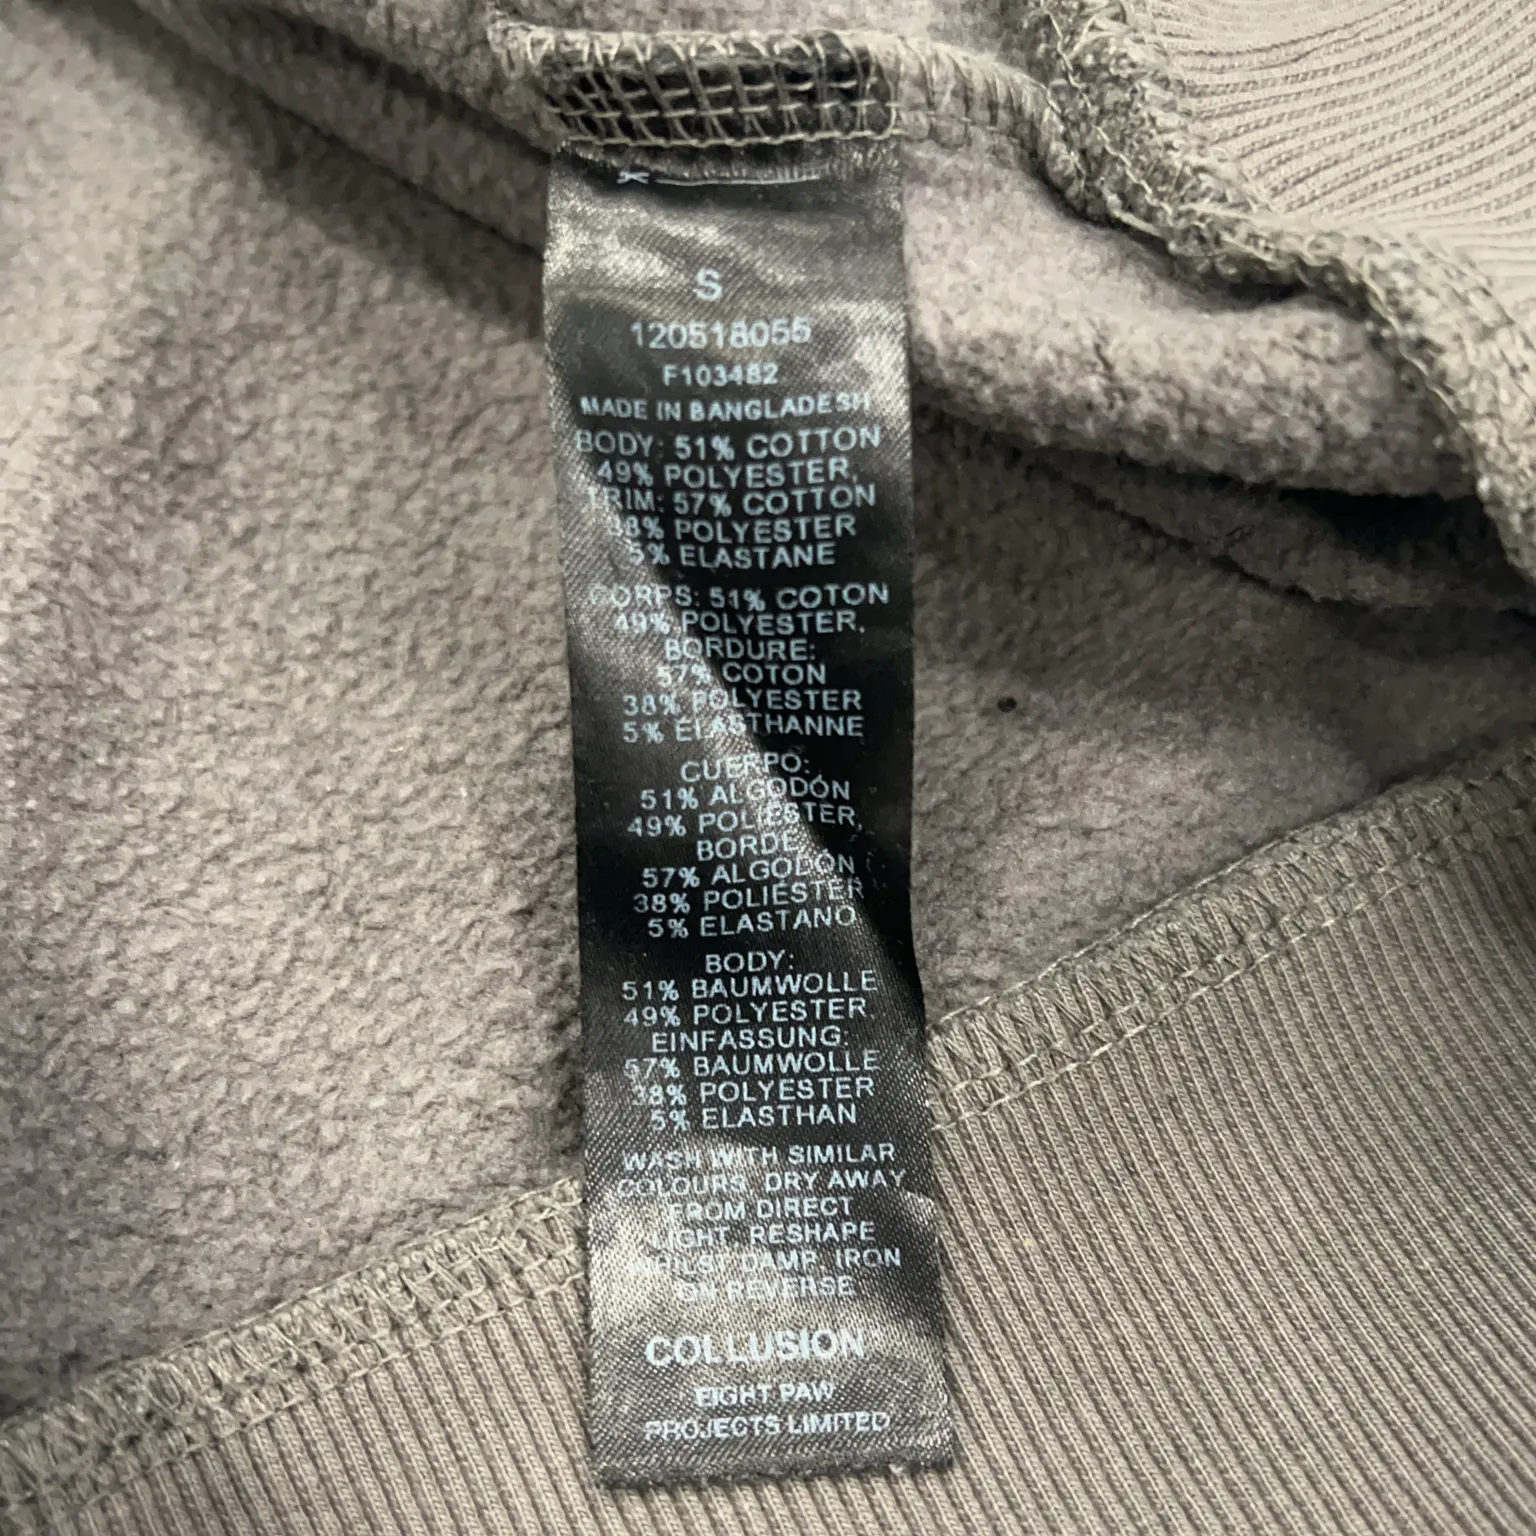 S
120518055
F103482
MADE IN BANGLADESH
BODY: 51% COTTON
49% POLYESTER,
TRIM: 57% COTTON
38% POLYESTER
5% ELASTANE
CORPS: 51% COTON
49% POLYESTER,
BORDURE:
57% COTON
38% POLYESTER
5% ÉLASTHANNE
CUERPO:
51% ALGODÓN
49% POLIÉSTER,
BORDE:
57% ALGODÓN
38% POLIÉSTER
5% ELASTANO
BODY:
51% BAUMWOLLE
49% POLYESTER
EINFASSUNG:
57% BAUMWOLLE
38% POLYESTER
5% ELASTHAN
WASH WITH SIMILAR
COLOURS, DRY AWAY
FROM DIRECT
LIGHT, RESHAPE
WHILST DAMP, IRON
ON REVERSE
COLLUSION
EIGHT PAW
PROJECTS LIMITED